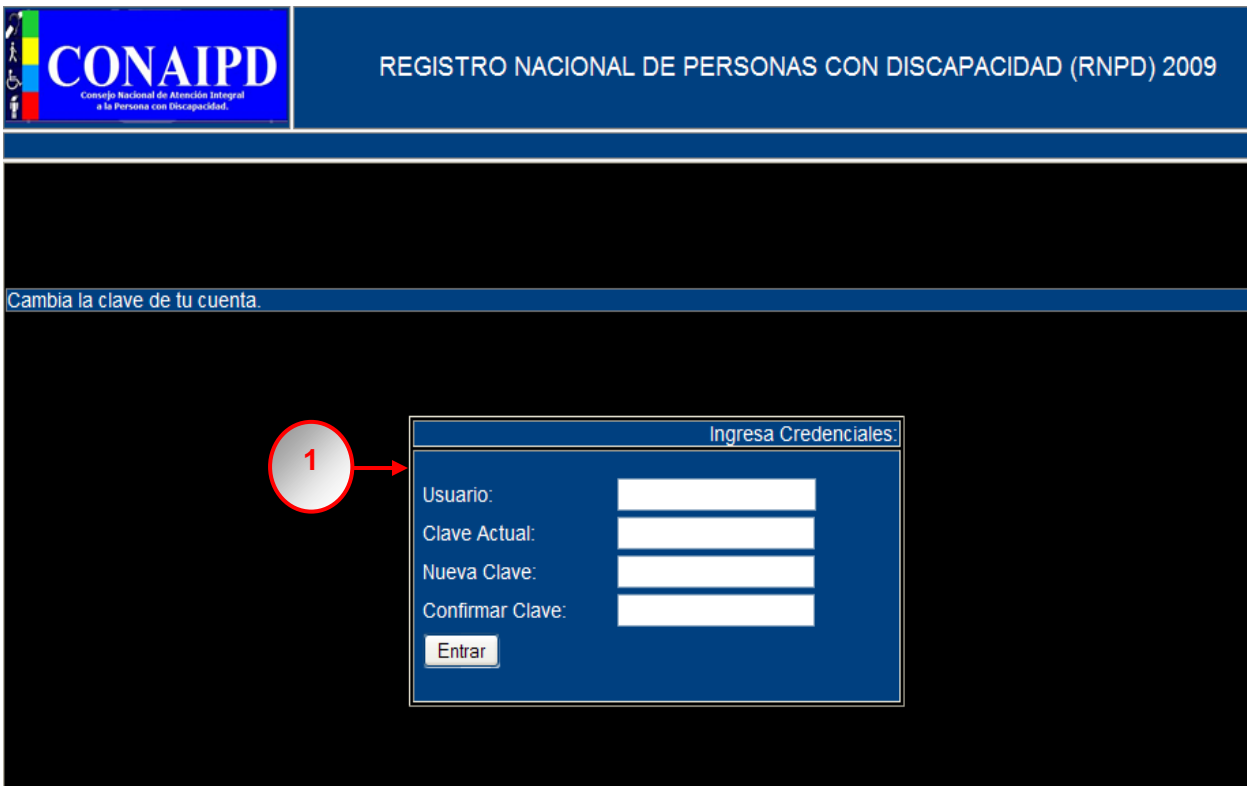 CONAIPD
Consejo Nacional de Atención Integral
a la Persona con Discapacidad.
REGISTRO NACIONAL DE PERSONAS CON DISCAPACIDAD (RNPD) 2009
Cambia la clave de tu cuenta.
1
Ingresa Credenciales:
Usuario:
Clave Actual:
Nueva Clave:
Confirmar Clave:
Entrar